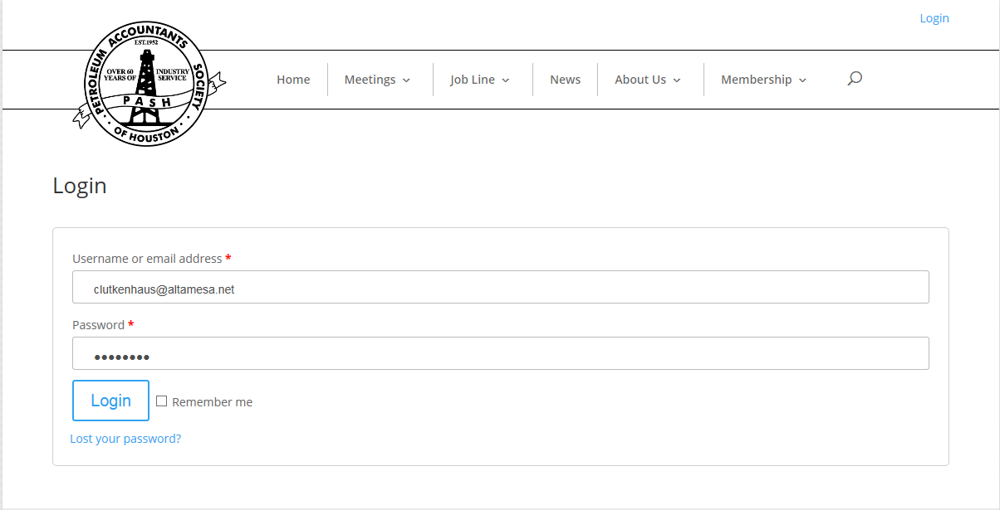 Login
PETROLEUM ACCOUNTANTS SOCIETY
EST.1952
OVER 60 INDUSTRY
YEARS OF SERVICE
P A S H
OF HOUSTON
Home Meetings Job Line News About Us Membership
Login
Username or email address *
clutkenhaus@altamesa.net
Password *
••••••••
Login Remember me
Lost your password?